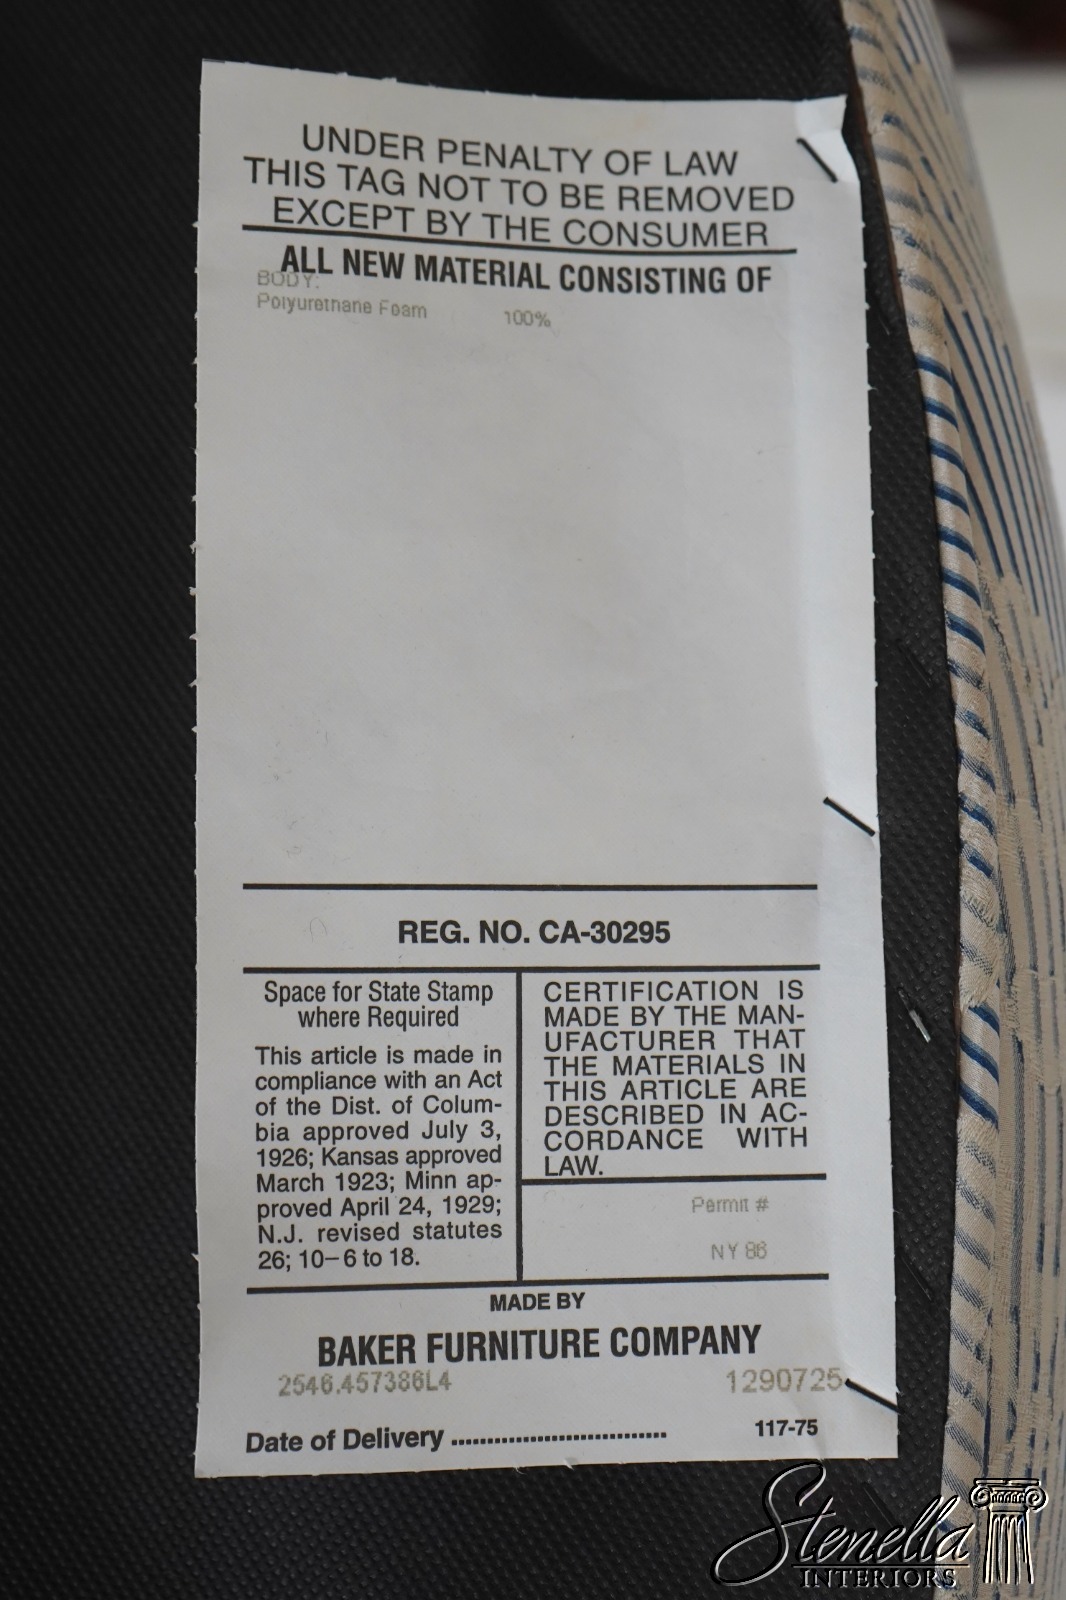 UNDER PENALTY OF LAW
THIS TAG NOT TO BE REMOVED
EXCEPT BY THE CONSUMER
ALL NEW MATERIAL CONSISTING OF
BODY:
Polyurethane Foam 100%
REG. NO. CA-30295
Space for State Stamp
where Required
This article is made in
compliance with an Act
of the Dist. of Colum-
bia approved July 3,
1926; Kansas approved
March 1923; Minn ap-
proved April 24, 1929;
N.J. revised statutes
26; 10–6 to 18.
CERTIFICATION IS
MADE BY THE MAN-
UFACTURER THAT
THE MATERIALS IN
THIS ARTICLE ARE
DESCRIBED IN AC-
CORDANCE WITH
LAW.
Permit #
NY 86
MADE BY
BAKER FURNITURE COMPANY
2546.457386L4 1290725
Date of Delivery .............................. 117-75
Stenella
INTERIORS